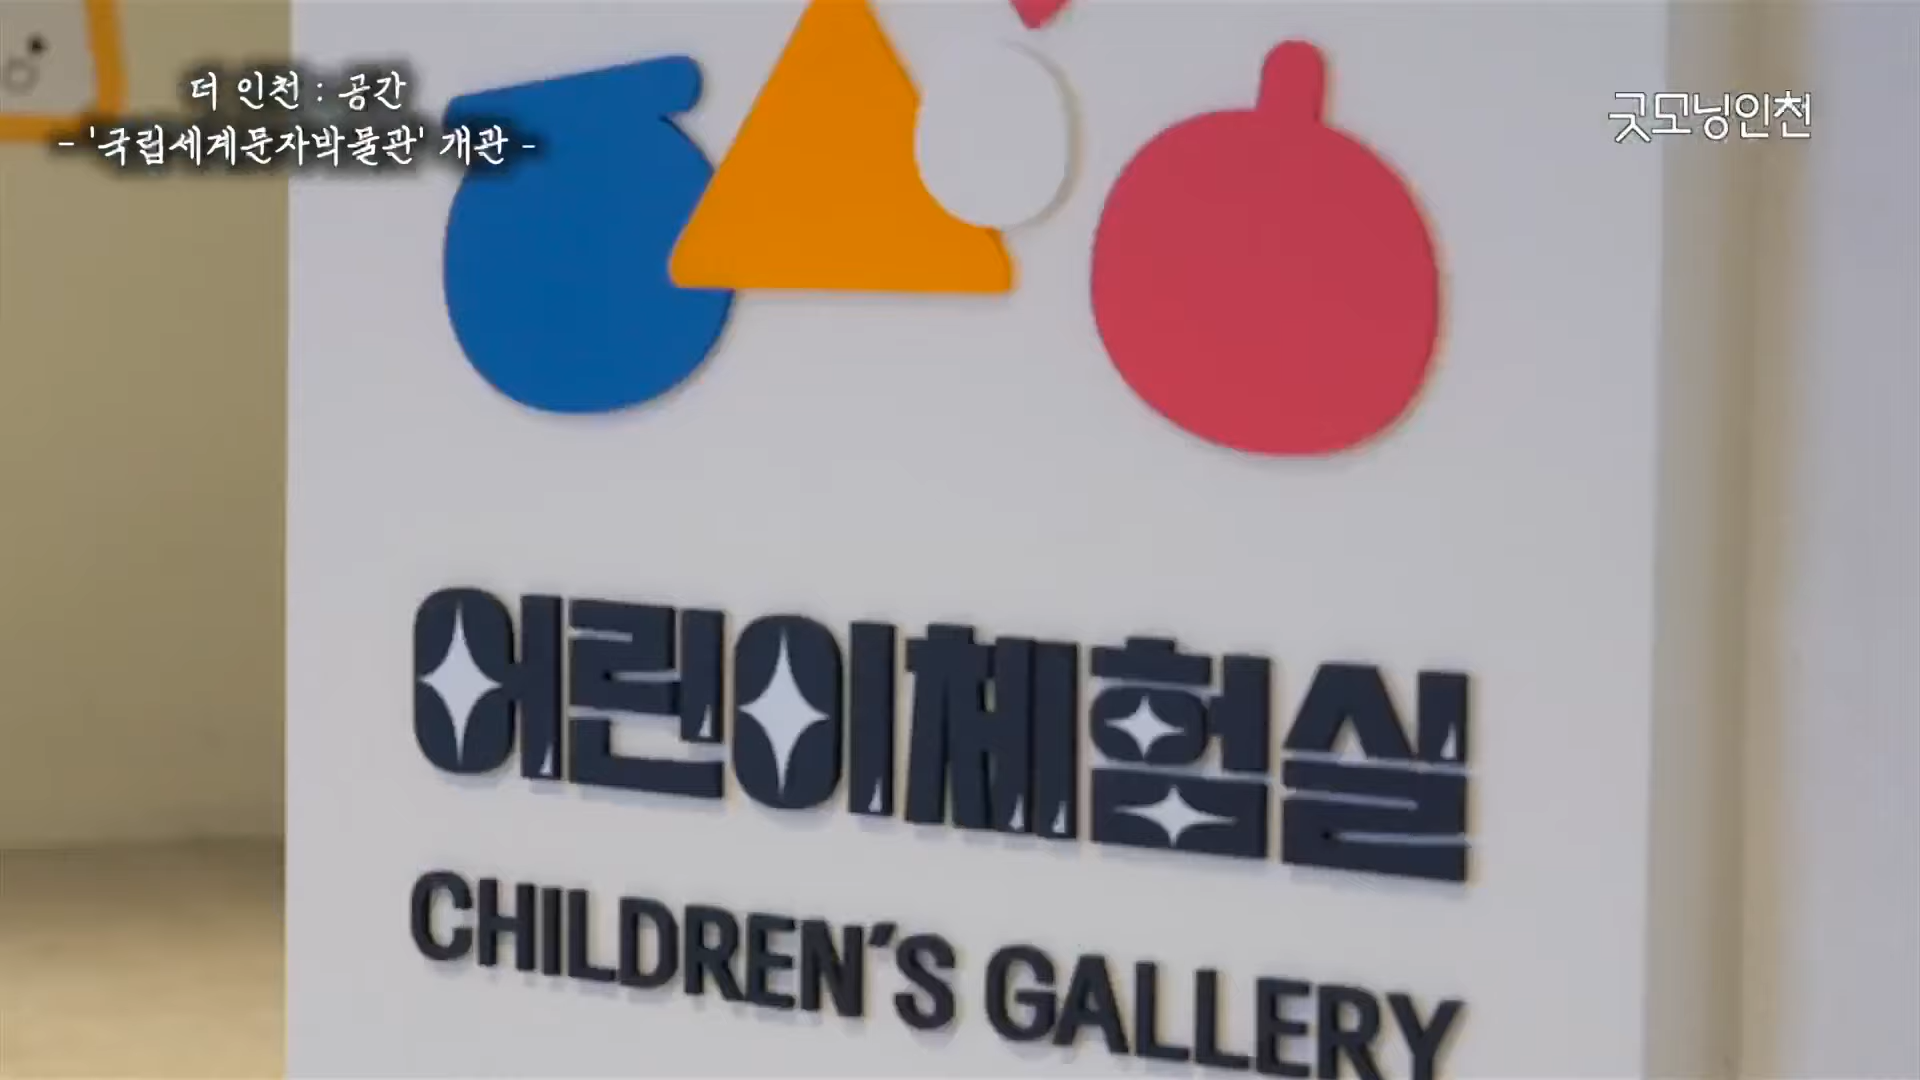 더 인천 : 공간
- '국립세계문자박물관' 개관 -
굿모닝인천
어린이체험실
CHILDREN'S GALLERY